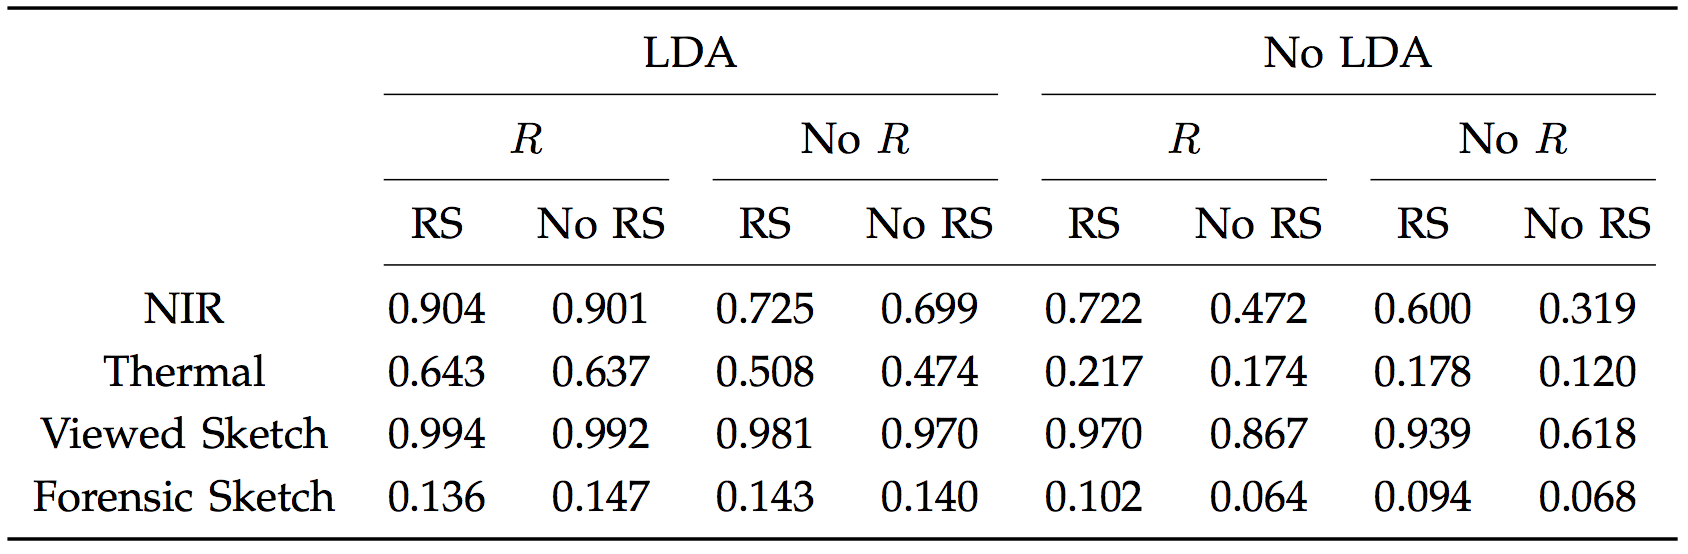 LDA No LDA
R No R R No R
RS No RS RS No RS RS No RS RS No RS
NIR 0.904 0.901 0.725 0.699 0.722 0.472 0.600 0.319
Thermal 0.643 0.637 0.508 0.474 0.217 0.174 0.178 0.120
Viewed Sketch 0.994 0.992 0.981 0.970 0.970 0.867 0.939 0.618
Forensic Sketch 0.136 0.147 0.143 0.140 0.102 0.064 0.094 0.068